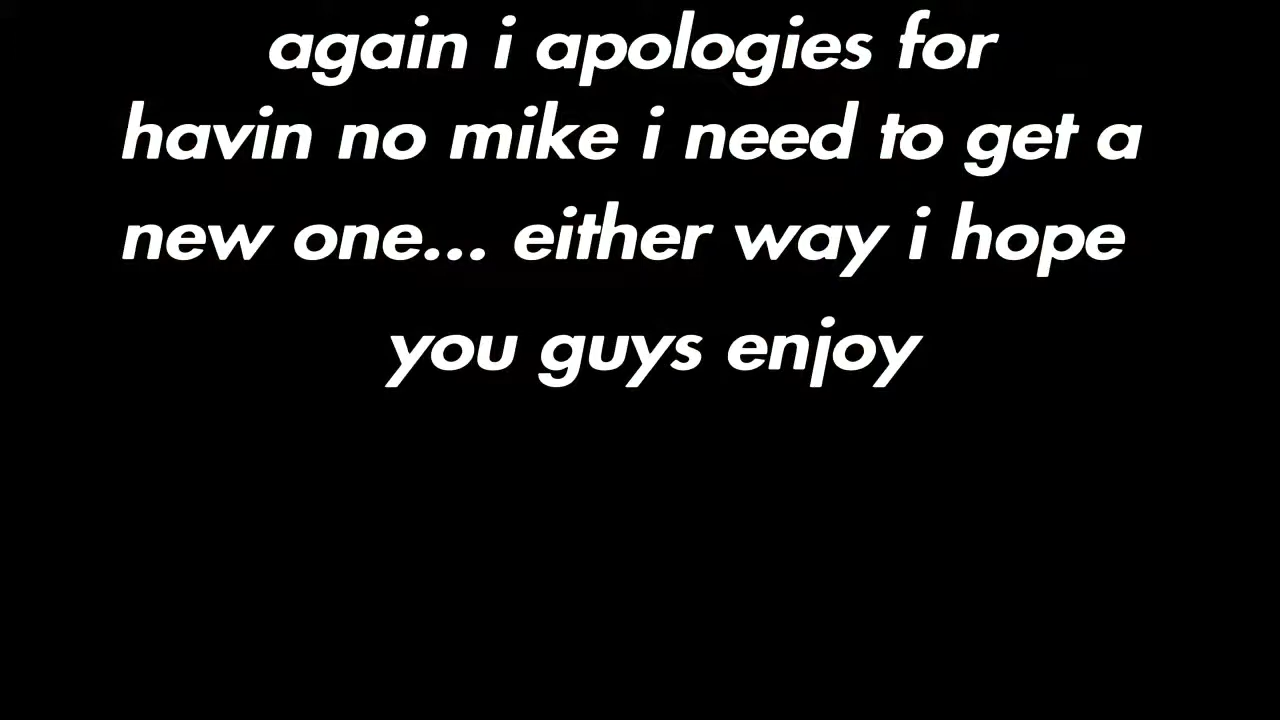 again i apologies for
havin no mike i need to get a
new one... either way i hope
you guys enjoy